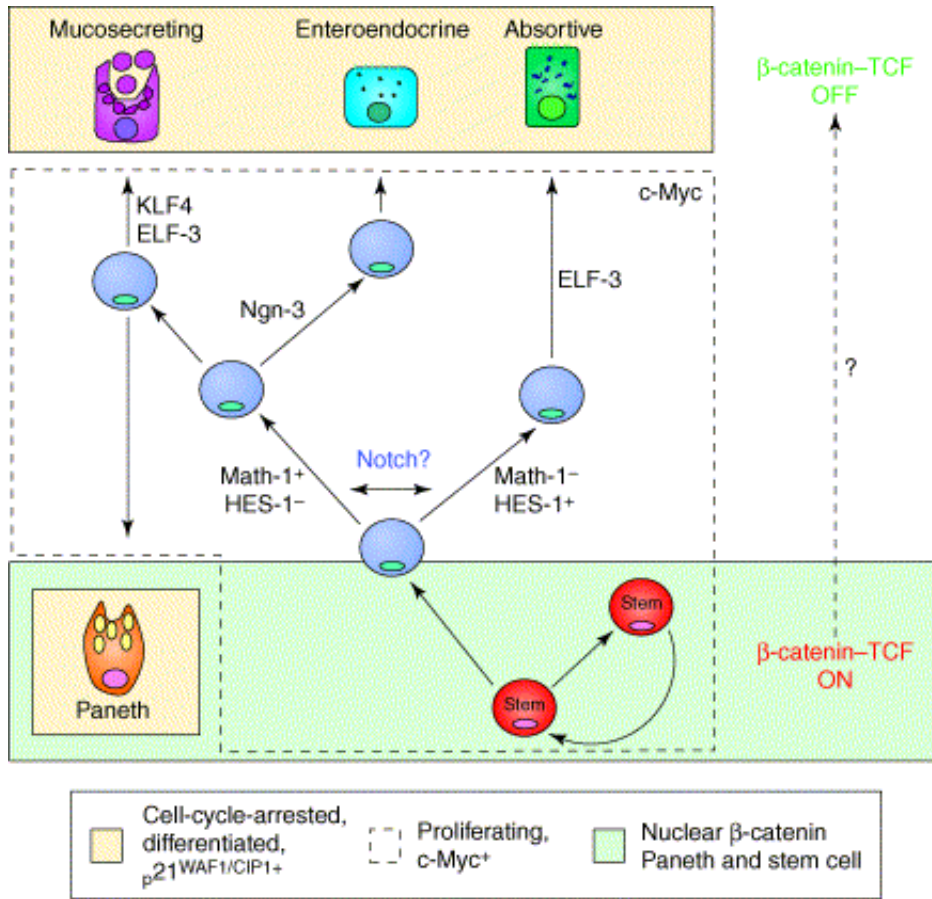 Mucosecreting
Enteroendocrine
Absortive
β-catenin–TCF
OFF
c-Myc
KLF4
ELF-3
Ngn-3
ELF-3
?
Math-1⁺
HES-1⁻
Notch?
Math-1⁻
HES-1⁺
Stem
Stem
Paneth
β-catenin–TCF
ON
Cell-cycle-arrested,
differentiated,
p21WAF1/CIP1+
Proliferating,
c-Myc⁺
Nuclear β-catenin
Paneth and stem cell